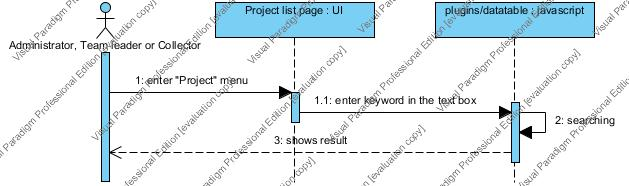 Project list page : UI
plugins/datatable : javascript
Administrator, Team leader or Collector
1: enter "Project" menu
1.1: enter keyword in the text box
2: searching
3: shows result
Visual Paradigm Professional Edition [evaluation copy]